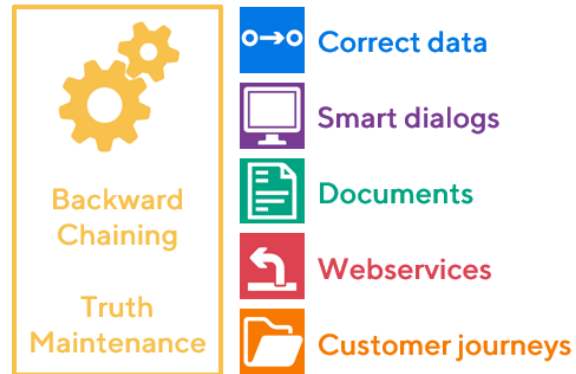 Backward
Chaining
Truth
Maintenance
Correct data
Smart dialogs
Documents
Webservices
Customer journeys